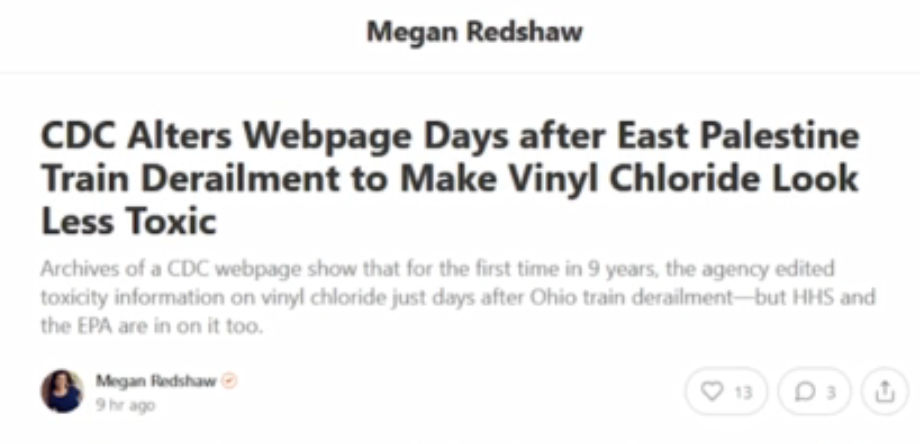 Megan Redshaw
CDC Alters Webpage Days after East Palestine
Train Derailment to Make Vinyl Chloride Look
Less Toxic
Archives of a CDC webpage show that for the first time in 9 years, the agency edited
toxicity information on vinyl chloride just days after Ohio train derailment—but HHS and
the EPA are in on it too.
Megan Redshaw
9 hr ago
13
3